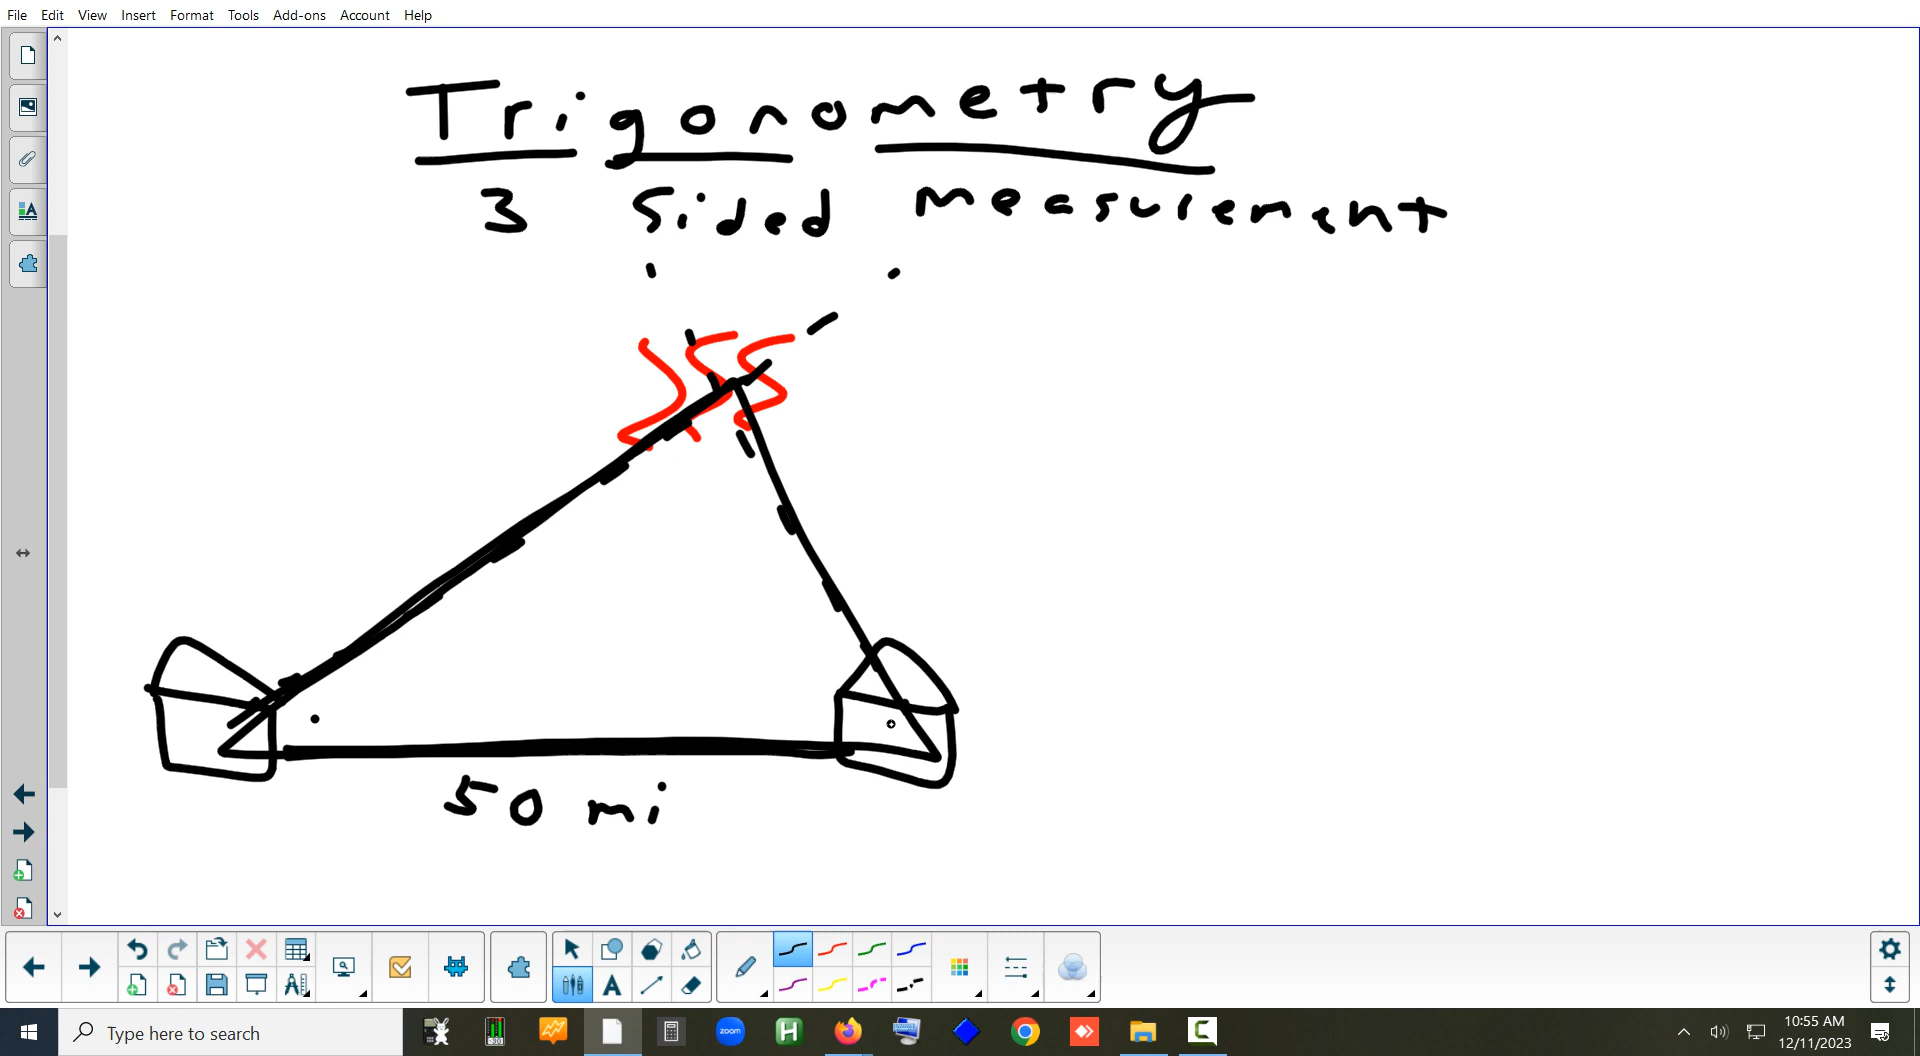 File Edit View Insert Format Tools Add-ons Account Help
Trigonometry
3 sided measurement
50 mi
A
A
zoom
H
C
Type here to search
10:55 AM
12/11/2023